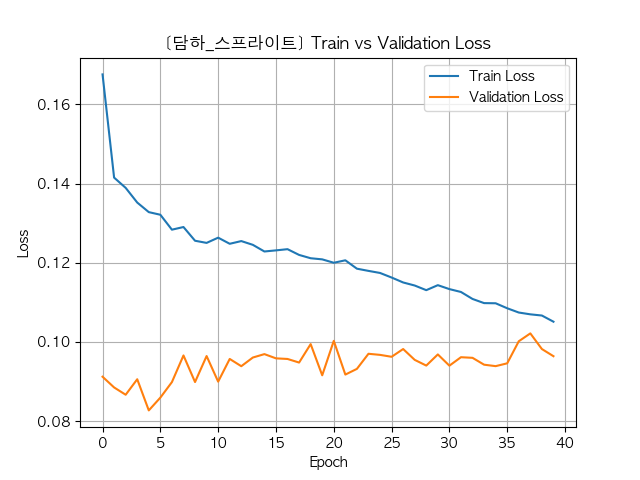 [담하_스프라이트] Train vs Validation Loss
Train Loss
Validation Loss
Loss
0.16
0.14
0.12
0.10
0.08
0 5 10 15 20 25 30 35 40
Epoch